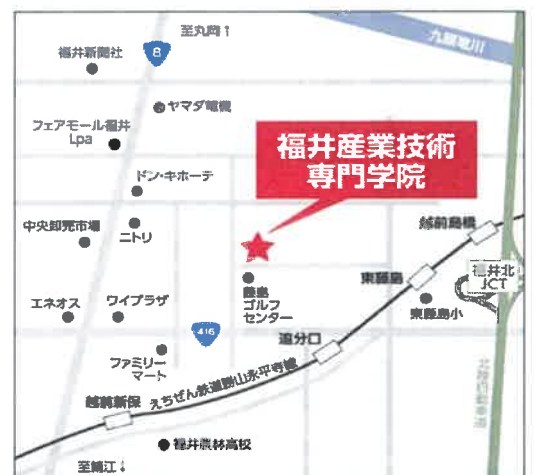 至丸岡↑
8
福井新聞社
九頭竜川
ヤマダ電機
フェアモール福井
Lpa
福井産業技術
専門学院
ドン・キホーテ
中央卸売市場
ニトリ
越前島橋
東藤島
福井北
JCT
藤島
ゴルフ
センター
エネオス
ワイプラザ
東藤島小
416
追分口
ファミリー
マート
えちぜん鉄道勝山永平寺線
越前新保
福井農林高校
至鯖江↓